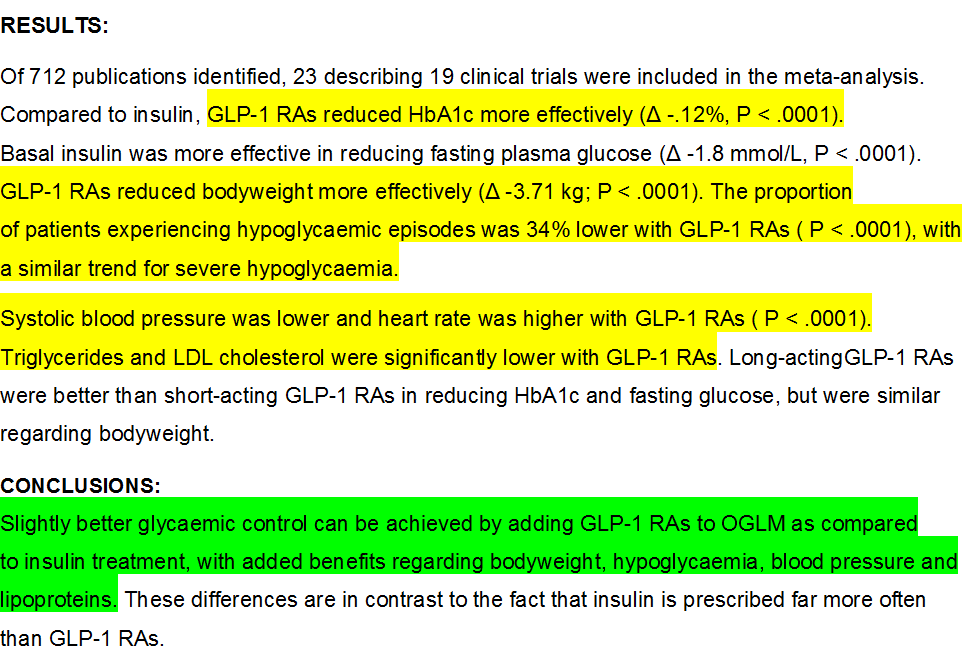 RESULTS:
Of 712 publications identified, 23 describing 19 clinical trials were included in the meta-analysis.
Compared to insulin, GLP-1 RAs reduced HbA1c more effectively (Δ -.12%, P < .0001).
Basal insulin was more effective in reducing fasting plasma glucose (Δ -1.8 mmol/L, P < .0001).
GLP-1 RAs reduced bodyweight more effectively (Δ -3.71 kg; P < .0001). The proportion
of patients experiencing hypoglycaemic episodes was 34% lower with GLP-1 RAs ( P < .0001), with
a similar trend for severe hypoglycaemia.
Systolic blood pressure was lower and heart rate was higher with GLP-1 RAs ( P < .0001).
Triglycerides and LDL cholesterol were significantly lower with GLP-1 RAs. Long-actingGLP-1 RAs
were better than short-acting GLP-1 RAs in reducing HbA1c and fasting glucose, but were similar
regarding bodyweight.
CONCLUSIONS:
Slightly better glycaemic control can be achieved by adding GLP-1 RAs to OGLM as compared
to insulin treatment, with added benefits regarding bodyweight, hypoglycaemia, blood pressure and
lipoproteins. These differences are in contrast to the fact that insulin is prescribed far more often
than GLP-1 RAs.